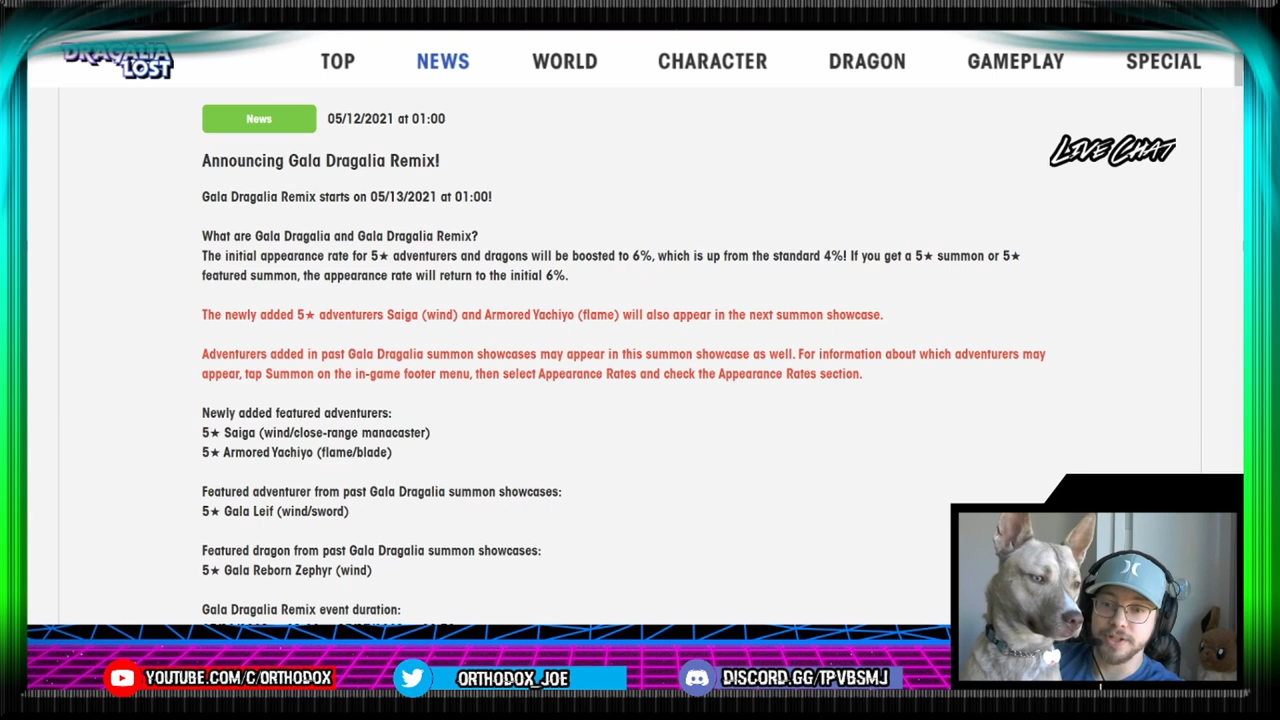 DRAGALIA
LOST
TOP NEWS WORLD CHARACTER DRAGON GAMEPLAY SPECIAL
News 05/12/2021 at 01:00
LIVE CHAT
Announcing Gala Dragalia Remix!
Gala Dragalia Remix starts on 05/13/2021 at 01:00!
What are Gala Dragalia and Gala Dragalia Remix?
The initial appearance rate for 5★ adventurers and dragons will be boosted to 6%, which is up from the standard 4%! If you get a 5★ summon or 5★
featured summon, the appearance rate will return to the initial 6%.
The newly added 5★ adventurers Saiga (wind) and Armored Yachiyo (flame) will also appear in the next summon showcase.
Adventurers added in past Gala Dragalia summon showcases may appear in this summon showcase as well. For information about which adventurers may
appear, tap Summon on the in-game footer menu, then select Appearance Rates and check the Appearance Rates section.
Newly added featured adventurers:
5★ Saiga (wind/close-range manacaster)
5★ Armored Yachiyo (flame/blade)
Featured adventurer from past Gala Dragalia summon showcases:
5★ Gala Leif (wind/sword)
Featured dragon from past Gala Dragalia summon showcases:
5★ Gala Reborn Zephyr (wind)
Gala Dragalia Remix event duration:
YOUTUBE.COM/C/ORTHODOX ORTHODOX_JOE DISCORD.GG/TPVBSMJ